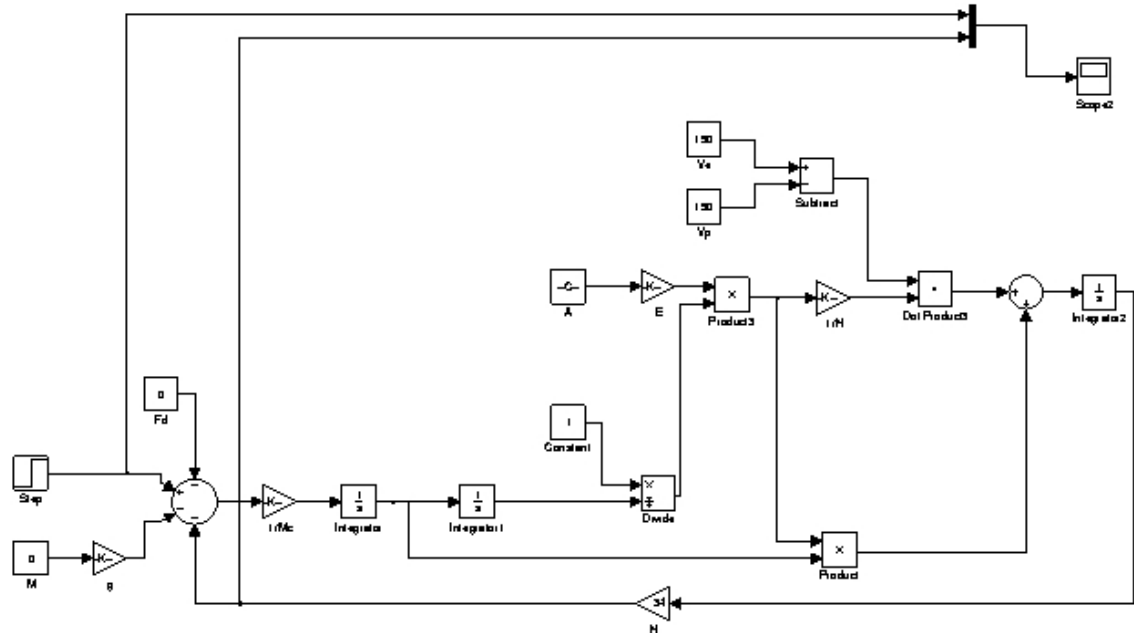 Scope2
150
Ve
+
−
Subtract
150
Vp
-C-
A
-K-
E
×
Product3
-K-
1/N
Dot Product3
+
+
1
s
Integrator2
0
Fd
1
Constant
×
÷
Divide
Step
+
−
−
−
-K-
1/Mc
1
s
Integrator
1
s
Integrator1
×
Product
0
M
-K-
g
34
N